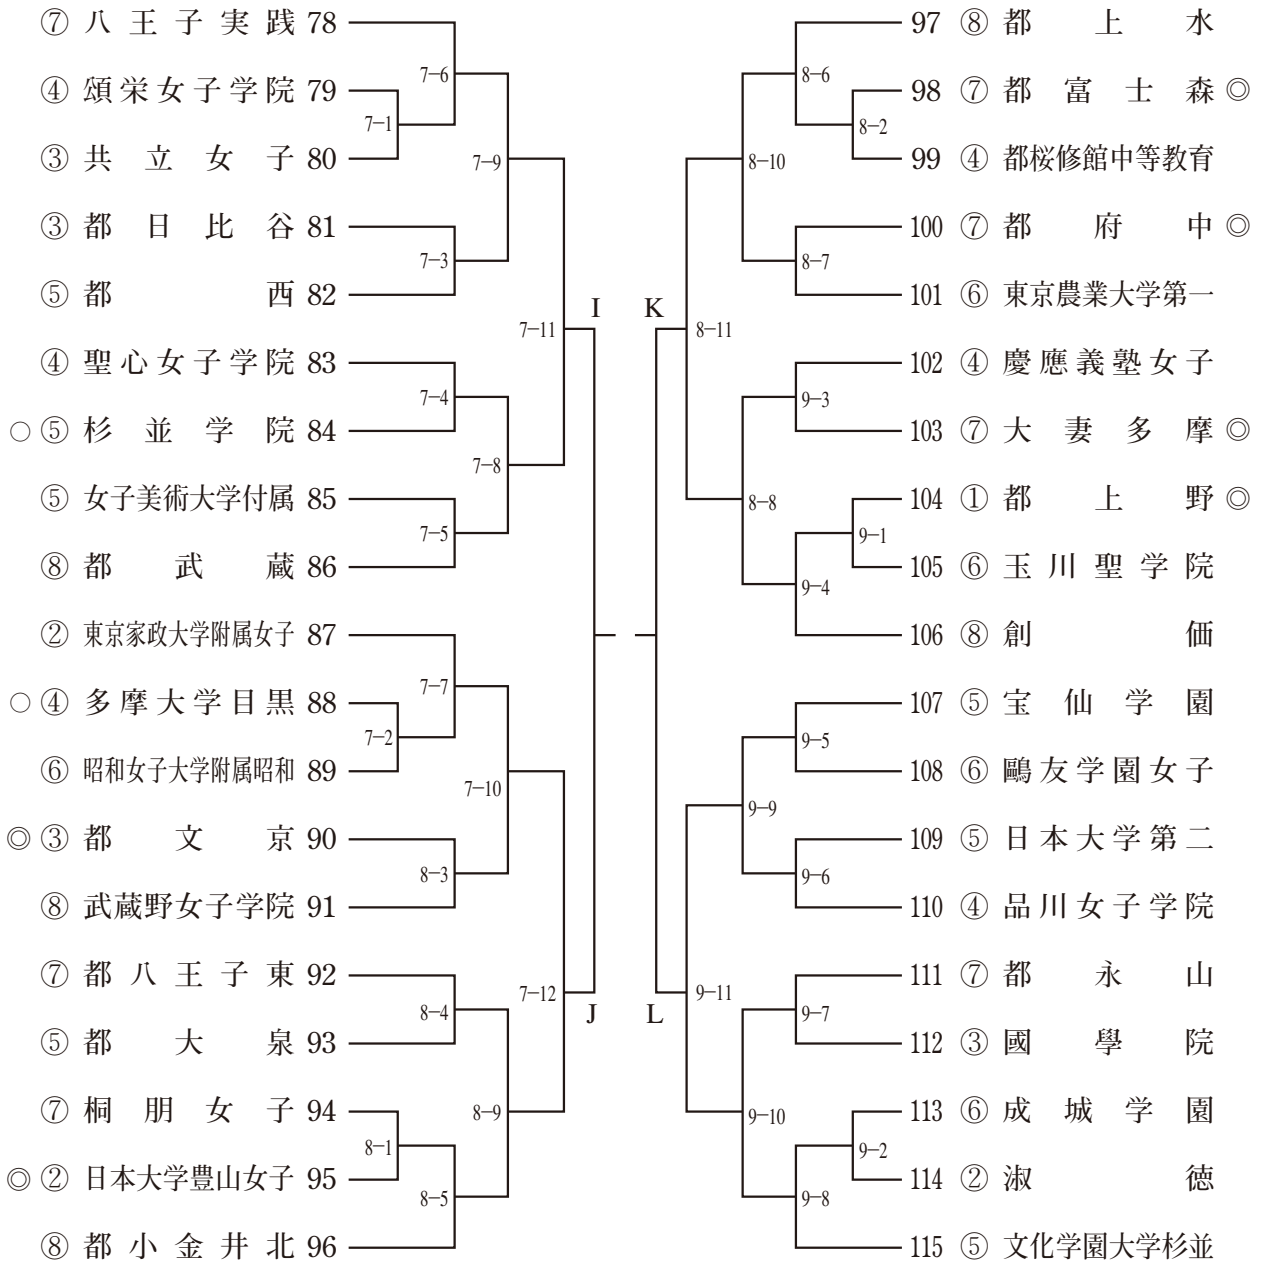 ⑦ 八王子実践 78
④ 頌栄女子学院 79
③ 共立女子 80
③ 都日比谷 81
⑤ 都西 82
④ 聖心女子学院 83
○ ⑤ 杉並学院 84
⑤ 女子美術大学付属 85
⑧ 都武蔵 86
② 東京家政大学附属女子 87
○ ④ 多摩大学目黒 88
⑥ 昭和女子大学附属昭和 89
◎ ③ 都文京 90
⑧ 武蔵野女子学院 91
⑦ 都八王子東 92
⑤ 都大泉 93
⑦ 桐朋女子 94
◎ ② 日本大学豊山女子 95
⑧ 都小金井北 96
7-6
7-1
7-9
7-3
7-11
7-4
7-8
7-5
7-7
7-2
7-10
8-3
7-12
8-4
8-9
8-1
8-5
I
J
K
L
8-6
8-2
8-10
8-7
8-11
9-3
8-8
9-1
9-4
9-5
9-9
9-6
9-11
9-7
9-10
9-2
9-8
97 ⑧ 都上水
98 ⑦ 都富士森 ◎
99 ④ 都桜修館中等教育
100 ⑦ 都府中 ◎
101 ⑥ 東京農業大学第一
102 ④ 慶應義塾女子
103 ⑦ 大妻多摩 ◎
104 ① 都上野 ◎
105 ⑥ 玉川聖学院
106 ⑧ 創価
107 ⑤ 宝仙学園
108 ⑥ 鷗友学園女子
109 ⑤ 日本大学第二
110 ④ 品川女子学院
111 ⑦ 都永山
112 ③ 國學院
113 ⑥ 成城学園
114 ② 淑徳
115 ⑤ 文化学園大学杉並